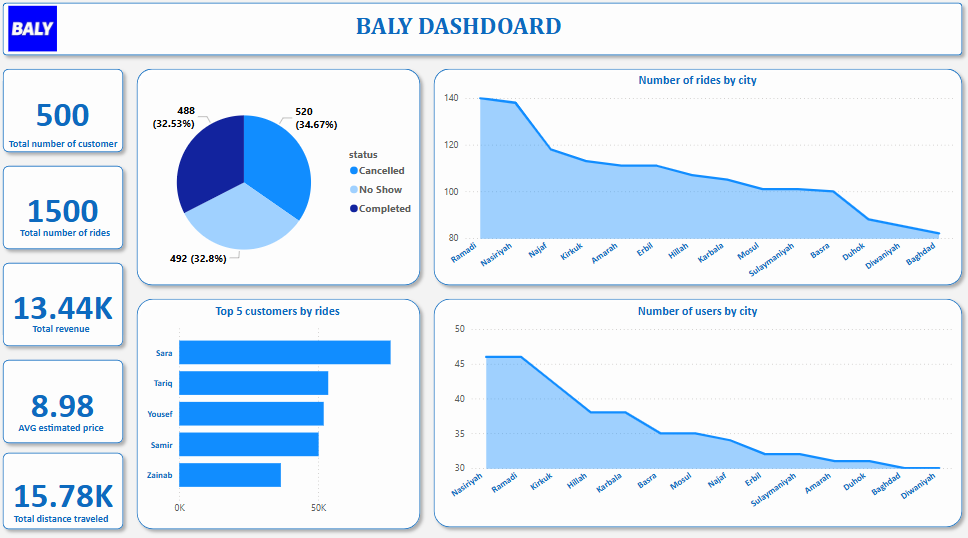 BALY
BALY DASHDOARD
500
Total number of customer
1500
Total number of rides
13.44K
Total revenue
8.98
AVG estimated price
15.78K
Total distance traveled
488
(32.53%)
520
(34.67%)
492 (32.8%)
status
Cancelled
No Show
Completed
Number of rides by city
140
120
100
80
Ramadi
Nasiriyah
Najaf
Kirkuk
Amarah
Erbil
Hillah
Karbala
Mosul
Sulaymaniyah
Basra
Duhok
Diwaniyah
Baghdad
Top 5 customers by rides
Sara
Tariq
Yousef
Samir
Zainab
0K
50K
Number of users by city
50
45
40
35
30
Nasiriyah
Ramadi
Kirkuk
Hillah
Karbala
Basra
Mosul
Najaf
Erbil
Sulaymaniyah
Amarah
Duhok
Baghdad
Diwaniyah